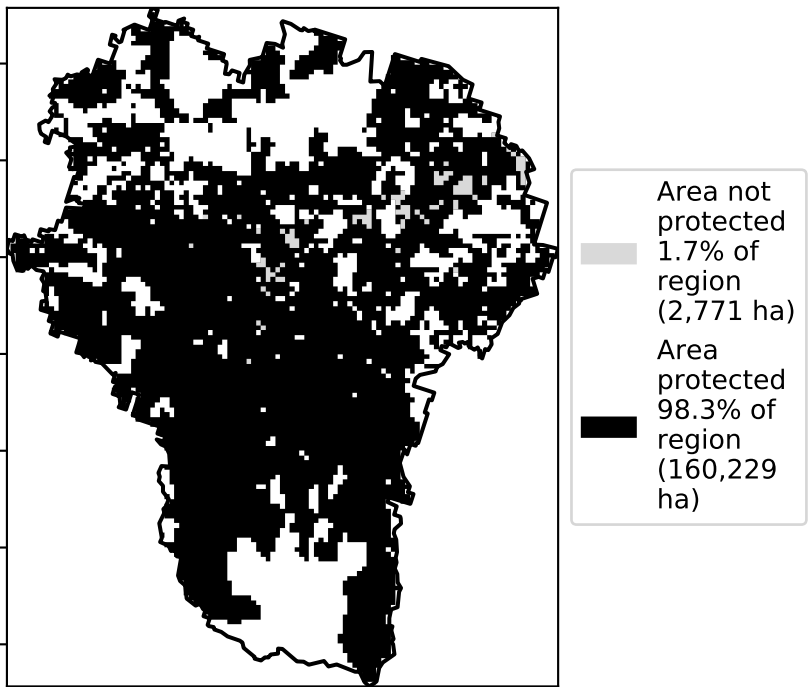 Area not
protected
1.7% of
region
(2,771 ha)
Area
protected
98.3% of
region
(160,229
ha)